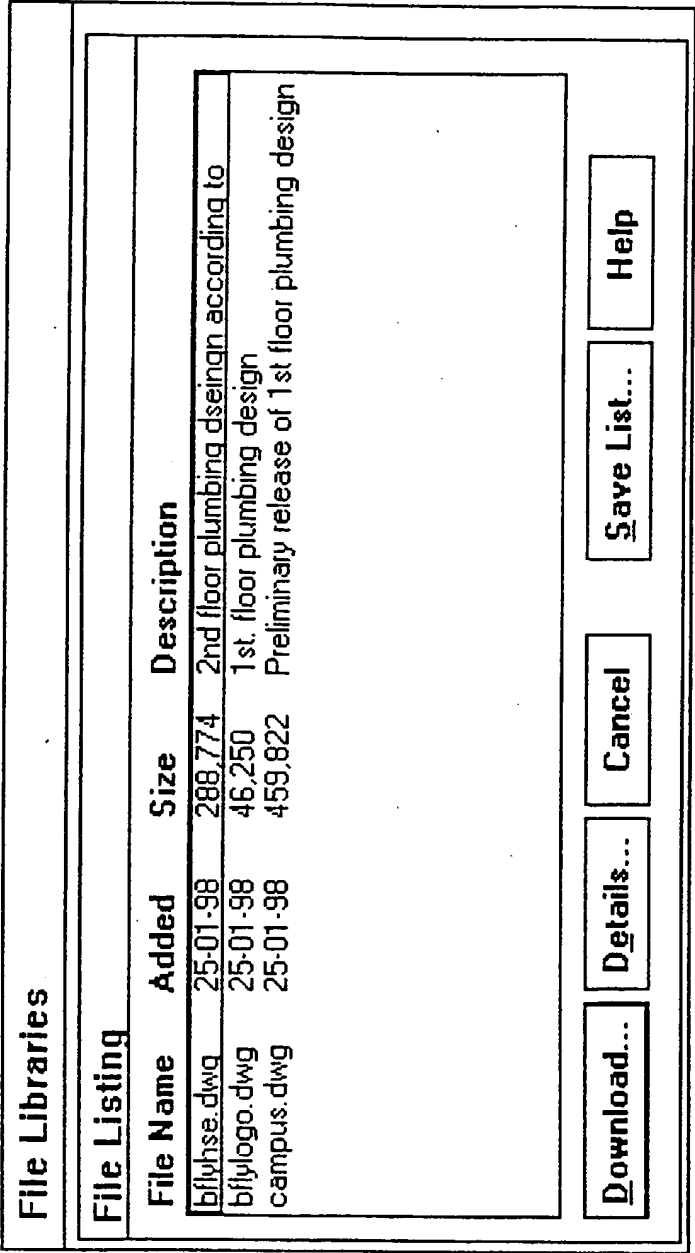 File Libraries
File Listing
File Name Added Size Description
bflyhse.dwg 25-01-98 288,774 2nd floor plumbing dseingn according to
bflylogo.dwg 25-01-98 46,250 1st. floor plumbing design
campus.dwg 25-01-98 459,822 Preliminary release of 1st floor plumbing design
Download... Details... Cancel Save List... Help